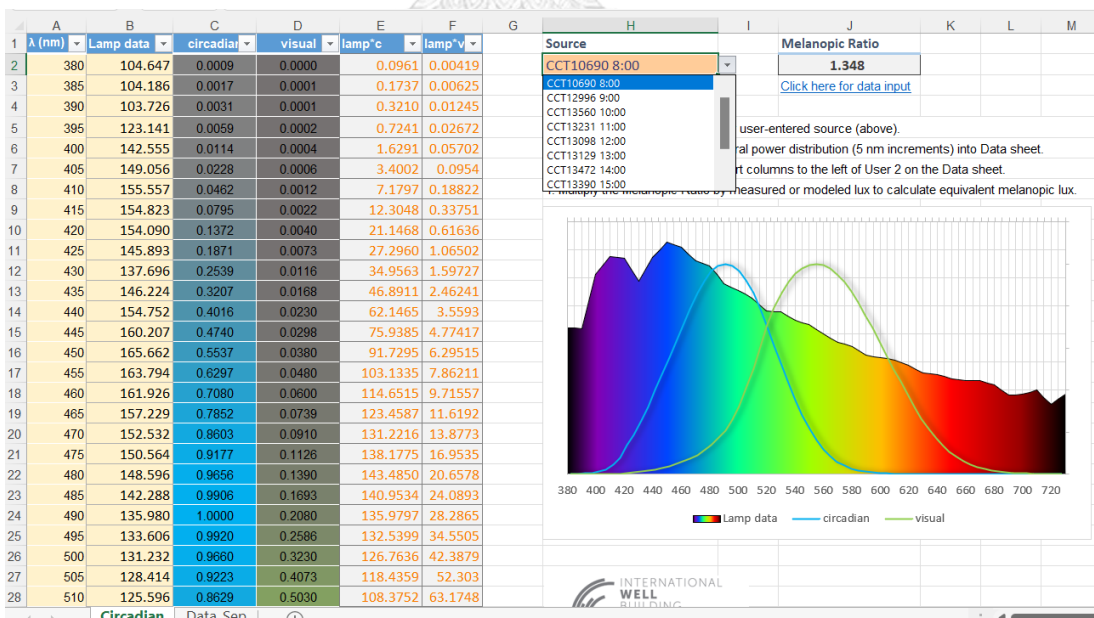 A B C D E F G H I J K L M
1 λ (nm) Lamp data circadian visual lamp*c lamp*v Source Melanopic Ratio
2 380 104.647 0.0009 0.0000 0.0961 0.00419 CCT10690 8:00 1.348
3 385 104.186 0.0017 0.0001 0.1737 0.00625 CCT10690 8:00 Click here for data input
4 390 103.726 0.0031 0.0001 0.3210 0.01245 CCT12996 9:00
CCT13560 10:00
5 395 123.141 0.0059 0.0002 0.7241 0.02672 CCT13231 11:00 user-entered source (above).
6 400 142.555 0.0114 0.0004 1.6291 0.05702 CCT13098 12:00 ral power distribution (5 nm increments) into Data sheet.
CCT13129 13:00
7 405 149.056 0.0228 0.0006 3.4002 0.0954 CCT13472 14:00 rt columns to the left of User 2 on the Data sheet.
8 410 155.557 0.0462 0.0012 7.1797 0.18822 CCT13390 15:00 measured or modeled lux to calculate equivalent melanopic lux.
9 415 154.823 0.0795 0.0022 12.3048 0.33751
10 420 154.090 0.1372 0.0040 21.1468 0.61636
11 425 145.893 0.1871 0.0073 27.2960 1.06502
12 430 137.696 0.2539 0.0116 34.9563 1.59727
13 435 146.224 0.3207 0.0168 46.8911 2.46241
14 440 154.752 0.4016 0.0230 62.1465 3.5593
15 445 160.207 0.4740 0.0298 75.9385 4.77417
16 450 165.662 0.5537 0.0380 91.7295 6.29515
17 455 163.794 0.6297 0.0480 103.1335 7.86211
18 460 161.926 0.7080 0.0600 114.6515 9.71557
19 465 157.229 0.7852 0.0739 123.4587 11.6192
20 470 152.532 0.8603 0.0910 131.2216 13.8773
21 475 150.564 0.9177 0.1126 138.1775 16.9535
22 480 148.596 0.9656 0.1390 143.4850 20.6578
23 485 142.288 0.9906 0.1693 140.9534 24.0893
380 400 420 440 460 480 500 520 540 560 580 600 620 640 660 680 700 720
24 490 135.980 1.0000 0.2080 135.9797 28.2865
Lamp data circadian visual
25 495 133.606 0.9920 0.2586 132.5399 34.5505
26 500 131.232 0.9660 0.3230 126.7636 42.3879
27 505 128.414 0.9223 0.4073 118.4359 52.303
28 510 125.596 0.8629 0.5030 108.3752 63.1748
INTERNATIONAL
WELL
BUILDING
Circadian Data_Sep